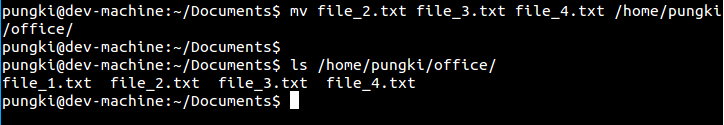 pungki@dev-machine:~/Documents$ mv file_2.txt file_3.txt file_4.txt /home/pungki
/office/
pungki@dev-machine:~/Documents$
pungki@dev-machine:~/Documents$ ls /home/pungki/office/
file_1.txt  file_2.txt  file_3.txt  file_4.txt
pungki@dev-machine:~/Documents$